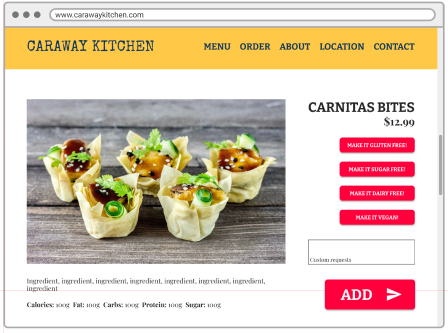 www.carawaykitchen.com
CARAWAY KITCHEN
MENU ORDER ABOUT LOCATION CONTACT
CARNITAS BITES
$12.99
MAKE IT GLUTEN FREE!
MAKE IT SUGAR FREE!
MAKE IT DAIRY FREE!
MAKE IT VEGAN!
Custom requests
ADD
Ingredient, ingredient, ingredient, ingredient, ingredient, ingredient, ingredient,
ingredient
Calories: 100g Fat: 100g Carbs: 100g Protein: 100g Sugar: 100g